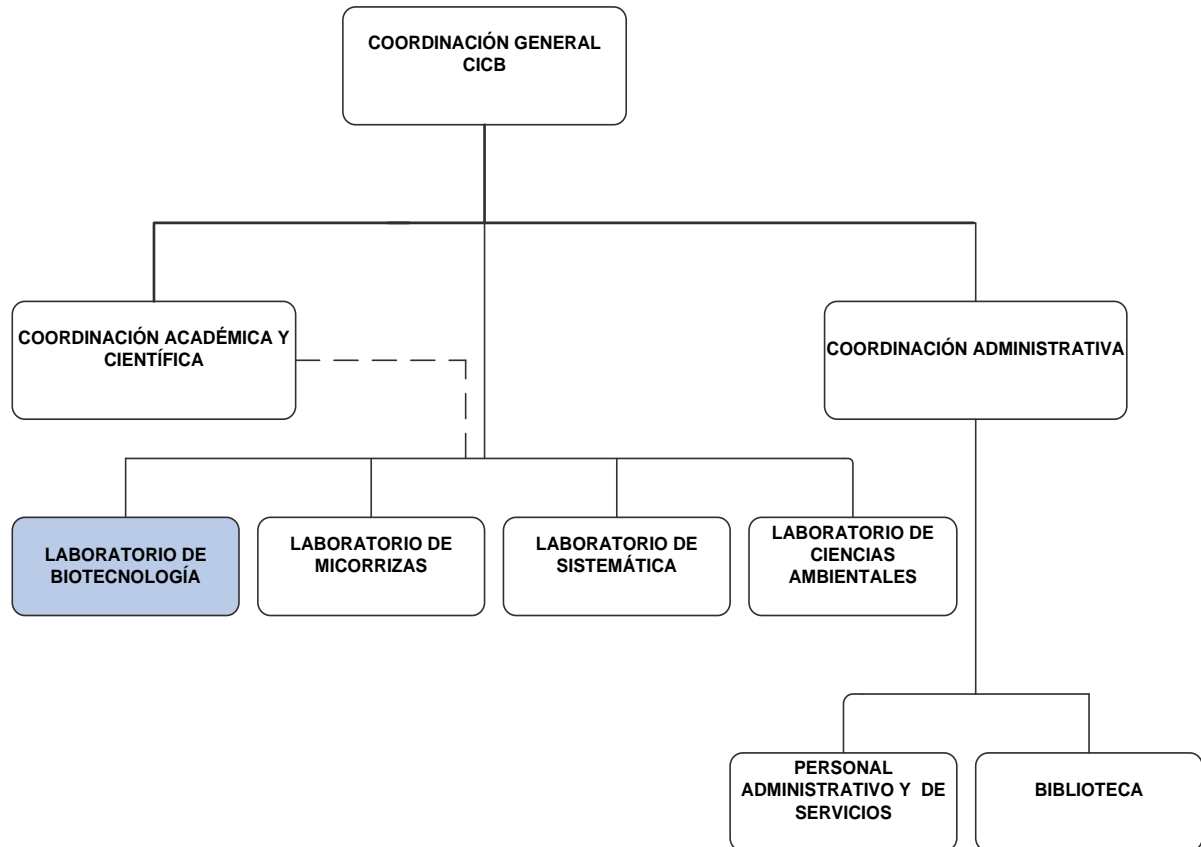 COORDINACIÓN GENERAL
CICB
COORDINACIÓN ACADÉMICA Y
CIENTÍFICA
COORDINACIÓN ADMINISTRATIVA
LABORATORIO DE
BIOTECNOLOGÍA
LABORATORIO DE
MICORRIZAS
LABORATORIO DE
SISTEMÁTICA
LABORATORIO DE
CIENCIAS
AMBIENTALES
PERSONAL
ADMINISTRATIVO Y DE
SERVICIOS
BIBLIOTECA